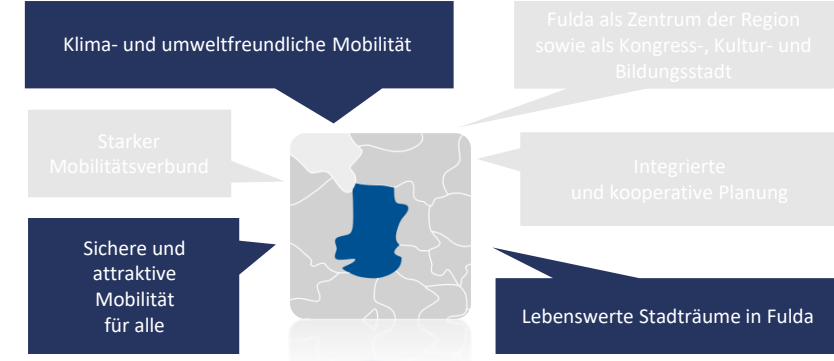 Klima- und umweltfreundliche Mobilität
Fulda als Zentrum der Region
sowie als Kongress-, Kultur- und
Bildungsstadt
Starker
Mobilitätsverbund
Integrierte
und kooperative Planung
Sichere und
attraktive
Mobilität
für alle
Lebenswerte Stadträume in Fulda